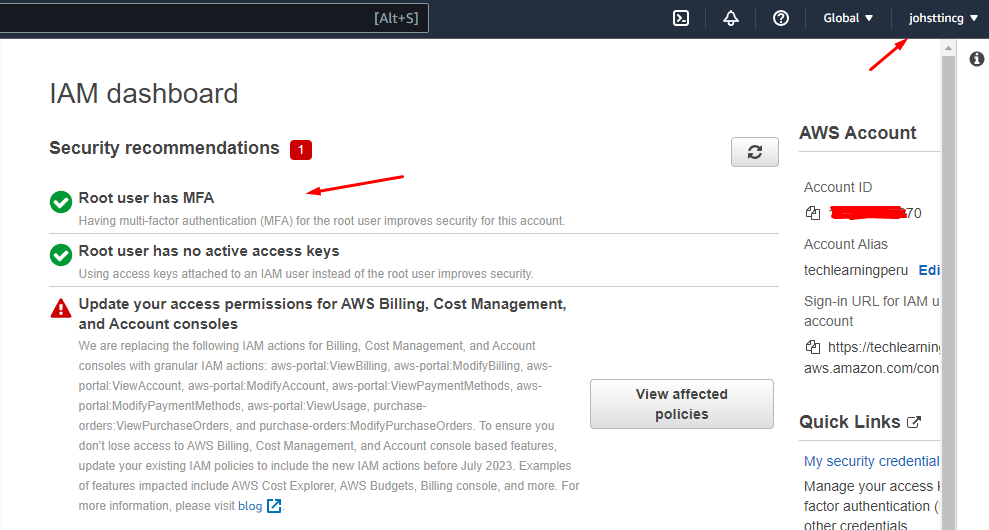 [Alt+S]
Global
johsttincg
IAM dashboard
Security recommendations 1
Root user has MFA
Having multi-factor authentication (MFA) for the root user improves security for this account.
Root user has no active access keys
Using access keys attached to an IAM user instead of the root user improves security.
Update your access permissions for AWS Billing, Cost Management,
and Account consoles
We are replacing the following IAM actions for Billing, Cost Management, and Account
consoles with granular IAM actions: aws-portal:ViewBilling, aws-portal:ModifyBilling, aws-
portal:ViewAccount, aws-portal:ModifyAccount, aws-portal:ViewPaymentMethods, aws-
portal:ModifyPaymentMethods, aws-portal:ViewUsage, purchase-
orders:ViewPurchaseOrders, and purchase-orders:ModifyPurchaseOrders. To ensure you
don't lose access to AWS Billing, Cost Management, and Account console based features,
update your existing IAM policies to include the new IAM actions before July 2023. Examples
of features impacted include AWS Cost Explorer, AWS Budgets, Billing console, and more. For
more information, please visit blog .
View affected
policies
AWS Account
Account ID
70
Account Alias
techlearningperu Edi
Sign-in URL for IAM u
account
https://techlearning
aws.amazon.com/con
Quick Links
My security credential
Manage your access k
factor authentication (
other credentials